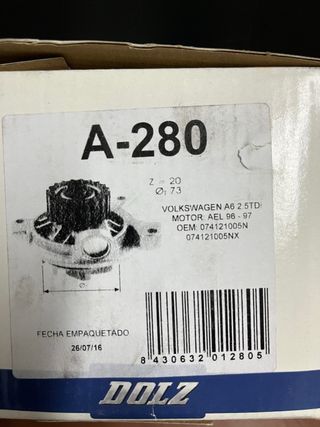 A-280
Z = 20
Ø: 73
VOLKSWAGEN A6 2.5TD
MOTOR: AEL 96 - 97
OEM: 074121005N
074121005NX
Ø
FECHA EMPAQUETADO
26/07/16
8 430632 012805
DOLZ